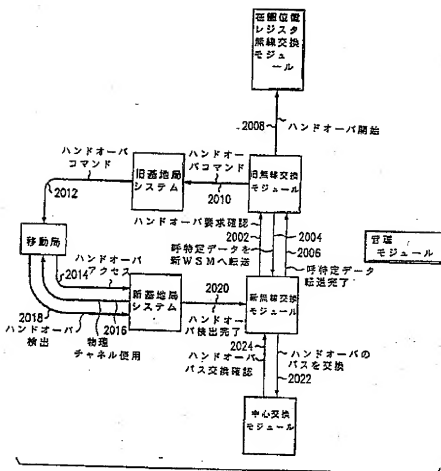 在圏位置
レジスタ
無線交換
モジュ
ール
2008
ハンドオーバ開始
ハンドオーバ
コマンド
2012
旧基地局
システム
ハンドオー
バコマンド
2010
旧無線交換
モジュール
ハンドオーバ要求確認
2002
2004
2006
呼特定データを
新WSMへ転送
呼特定データ
転送完了
管理
モジュール
移動局
ハンドオーバ
アクセス
2014
新基地局
システム
2016
物理
チャネル使用
2018
ハンドオーバ
検出
2020
ハンドオー
バ検出完了
新無線交換
モジュール
2024
ハンドオーバ
パス交換確認
ハンドオーバの
パスを交換
2022
中心交換
モジュール